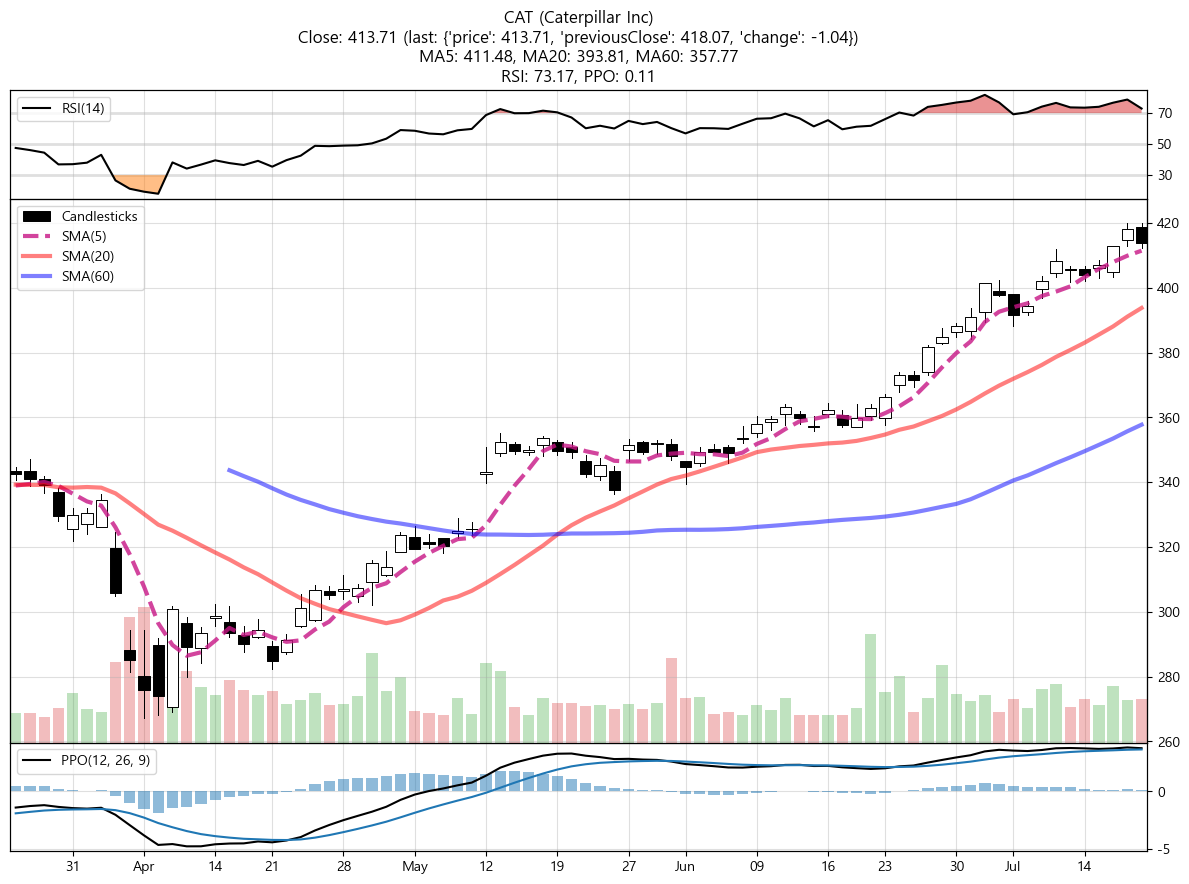 CAT (Caterpillar Inc)
Close: 413.71 (last: {'price': 413.71, 'previousClose': 418.07, 'change': -1.04})
MA5: 411.48, MA20: 393.81, MA60: 357.77
RSI: 73.17, PPO: 0.11
RSI(14)
70
50
30
Candlesticks
SMA(5)
SMA(20)
SMA(60)
420
400
380
360
340
320
300
280
260
PPO(12, 26, 9)
0
-5
31 Apr 14 21 28 May 12 19 27 Jun 09 16 23 30 Jul 14